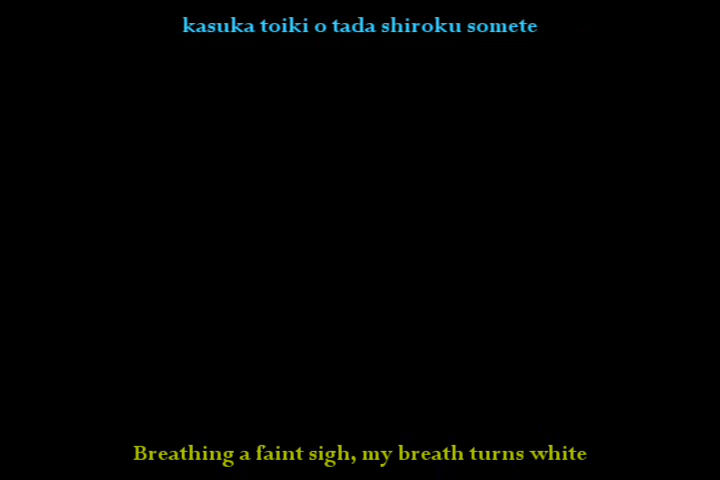 kasuka toiki o tada shiroku somete
Breathing a faint sigh, my breath turns white